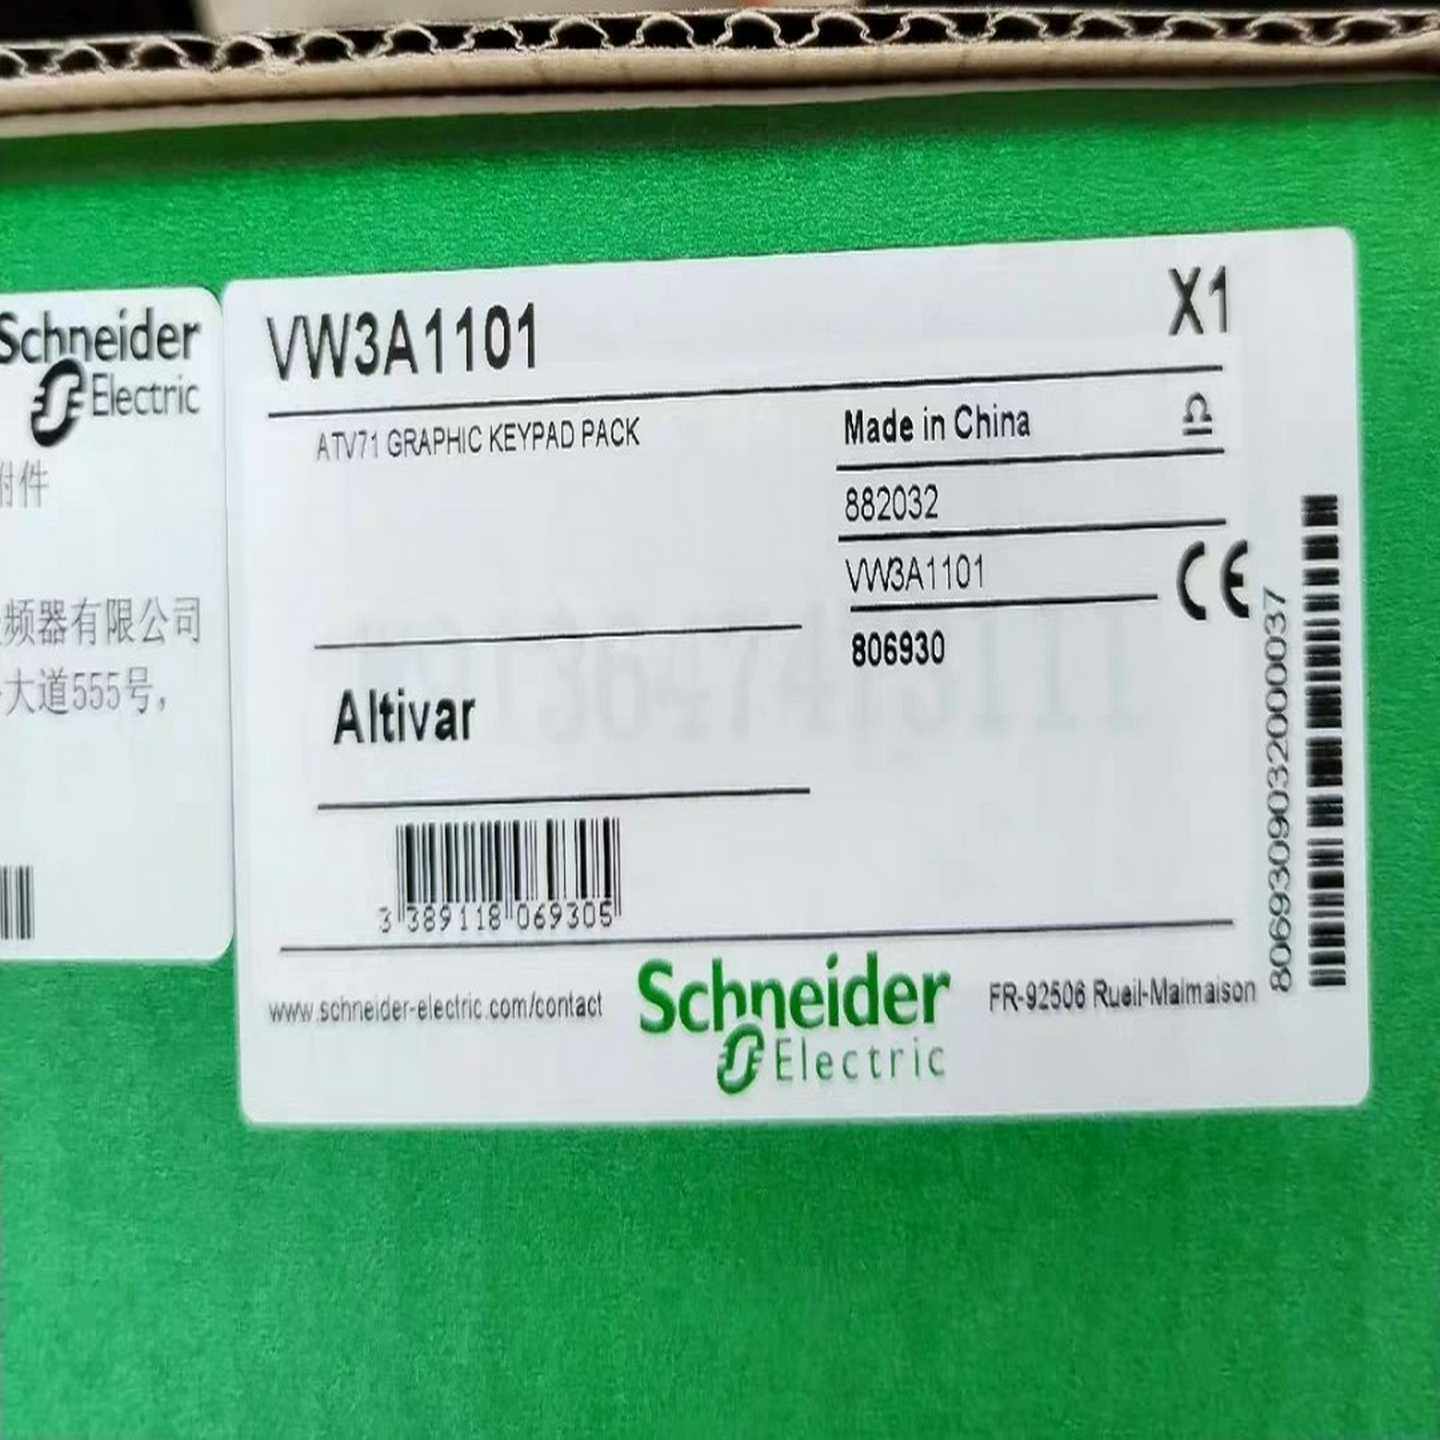 Schneider
Electric
附件
频器有限公司
大道555号,
VW3A1101
X1
ATV71 GRAPHIC KEYPAD PACK
Made in China
882032
VW3A1101
CE
806930
Altivar
3 389118 069305
8069309032000037
www.schneider-electric.com/contact
Schneider
Electric
FR-92506 Rueil-Malmaison